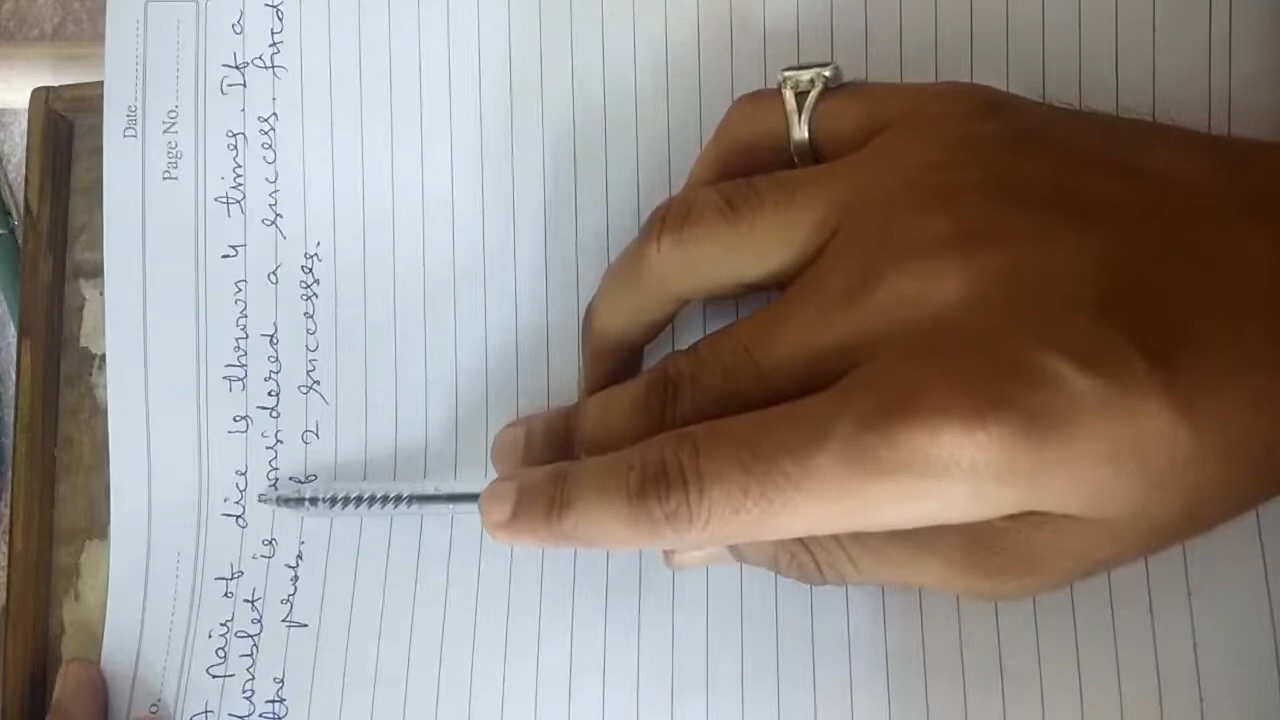 Date
Page No.
o.
A pair of dice is thrown 4 times. If a
doublet is considered a success. find
the prob. of 2 successes.